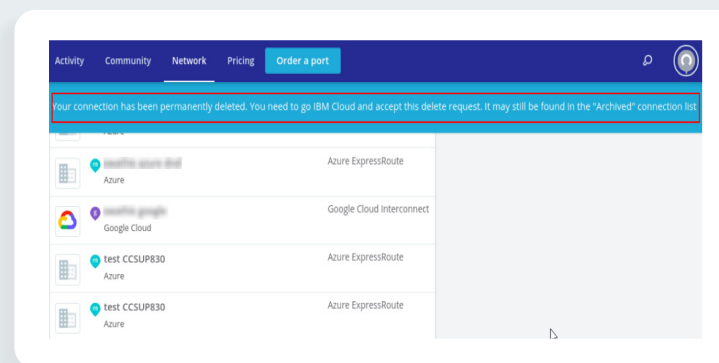 Activity Community Network Pricing Order a port
Your connection has been permanently deleted. You need to go IBM Cloud and accept this delete request. It may still be found in the "Archived" connection list
Azure ExpressRoute
Azure
Google Cloud Interconnect
Google Cloud
test CCSUP830 Azure ExpressRoute
Azure
test CCSUP830 Azure ExpressRoute
Azure